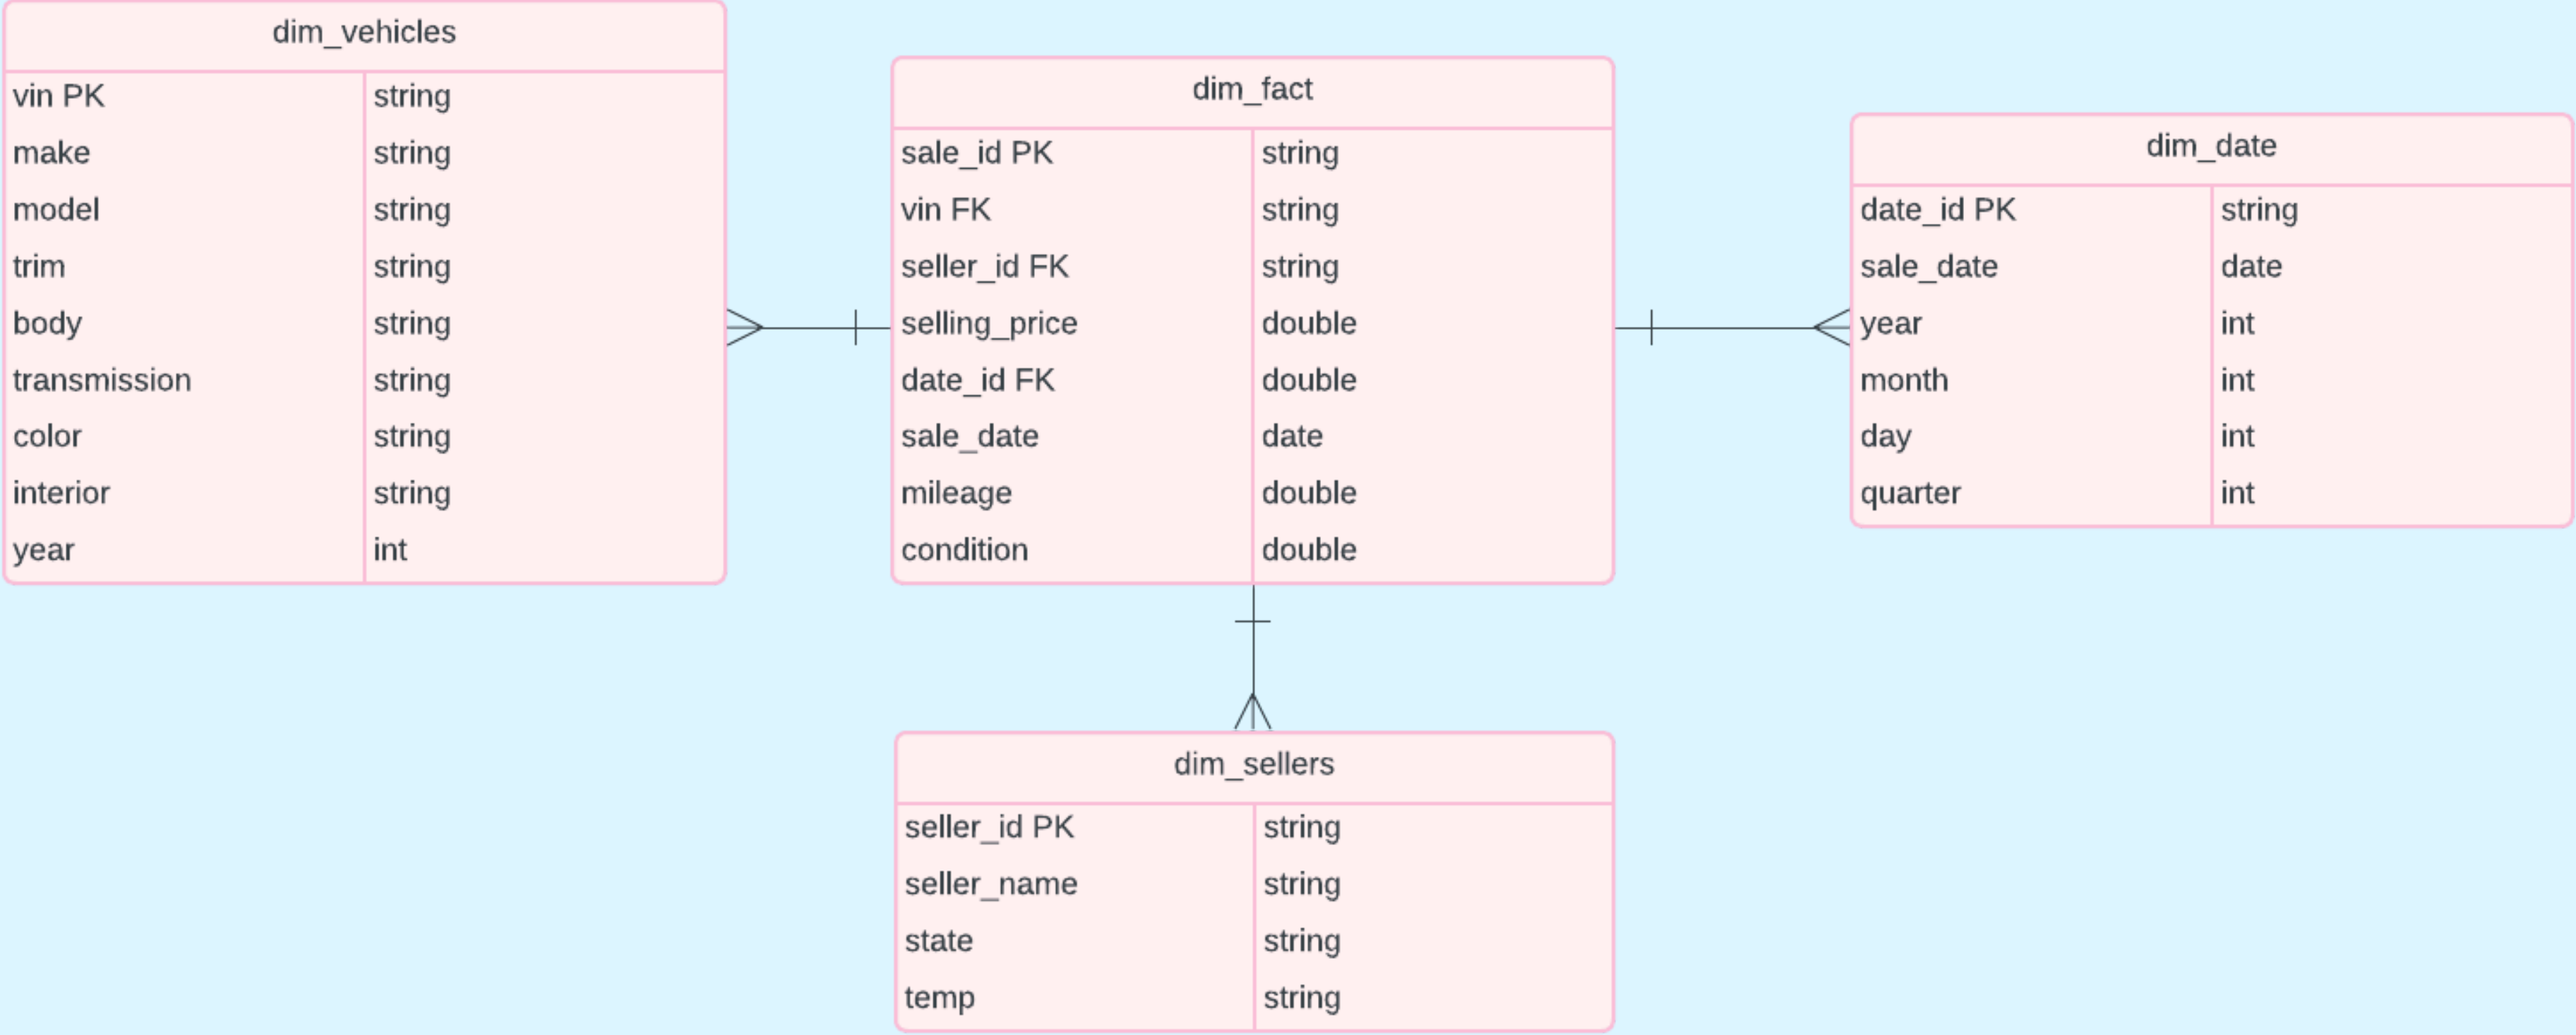 dim_vehicles
vin PK string
make string
model string
trim string
body string
transmission string
color string
interior string
year int
dim_fact
sale_id PK string
vin FK string
seller_id FK string
selling_price double
date_id FK double
sale_date date
mileage double
condition double
dim_date
date_id PK string
sale_date date
year int
month int
day int
quarter int
dim_sellers
seller_id PK string
seller_name string
state string
temp string